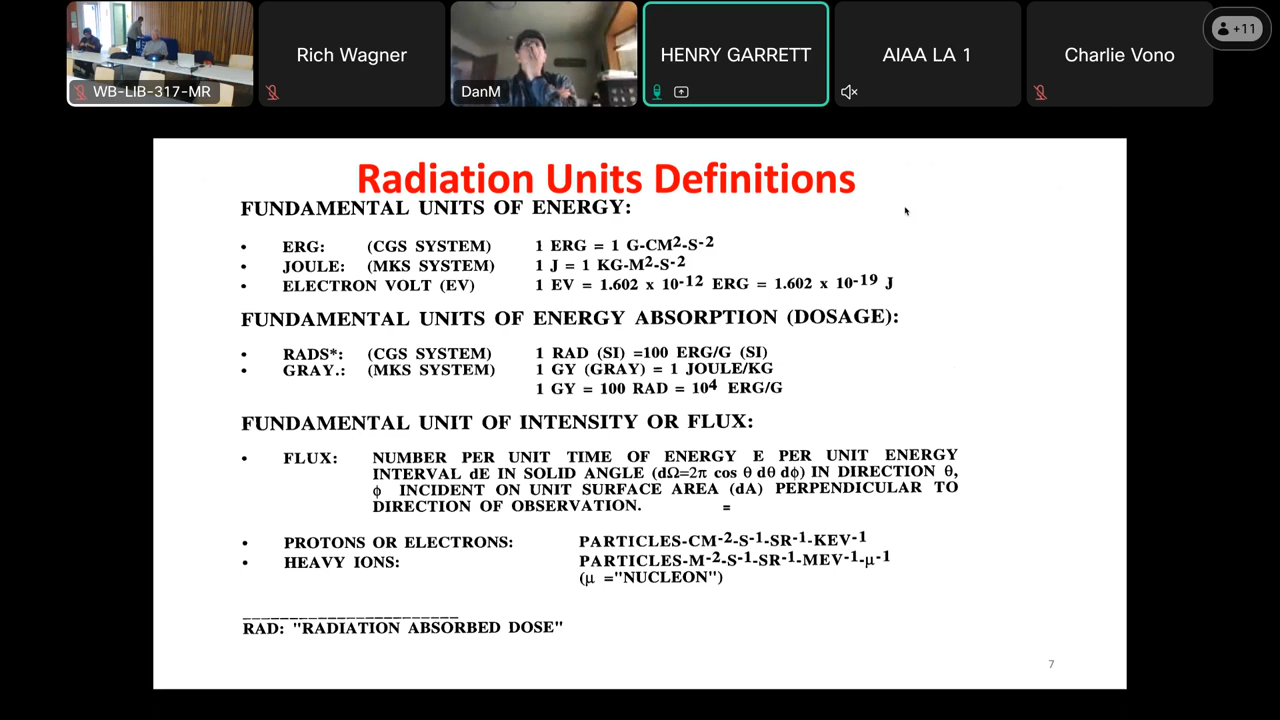 WB-LIB-317-MR
Rich Wagner
DanM
HENRY GARRETT
AIAA LA 1
Charlie Vono
+11
Radiation Units Definitions
FUNDAMENTAL UNITS OF ENERGY:
• ERG: (CGS SYSTEM) 1 ERG = 1 G-CM²-S⁻²
• JOULE: (MKS SYSTEM) 1 J = 1 KG-M²-S⁻²
• ELECTRON VOLT (EV) 1 EV = 1.602 x 10⁻¹² ERG = 1.602 x 10⁻¹⁹ J
FUNDAMENTAL UNITS OF ENERGY ABSORPTION (DOSAGE):
• RADS*: (CGS SYSTEM) 1 RAD (SI) =100 ERG/G (SI)
• GRAY.: (MKS SYSTEM) 1 GY (GRAY) = 1 JOULE/KG
1 GY = 100 RAD = 10⁴ ERG/G
FUNDAMENTAL UNIT OF INTENSITY OR FLUX:
• FLUX: NUMBER PER UNIT TIME OF ENERGY E PER UNIT ENERGY
INTERVAL dE IN SOLID ANGLE (dΩ=2π cos θ dθ dϕ) IN DIRECTION θ,
ϕ INCIDENT ON UNIT SURFACE AREA (dA) PERPENDICULAR TO
DIRECTION OF OBSERVATION. =
• PROTONS OR ELECTRONS: PARTICLES-CM⁻²-S⁻¹-SR⁻¹-KEV⁻¹
• HEAVY IONS: PARTICLES-M⁻²-S⁻¹-SR⁻¹-MEV⁻¹-μ⁻¹
(μ ="NUCLEON")
RAD: "RADIATION ABSORBED DOSE"
7